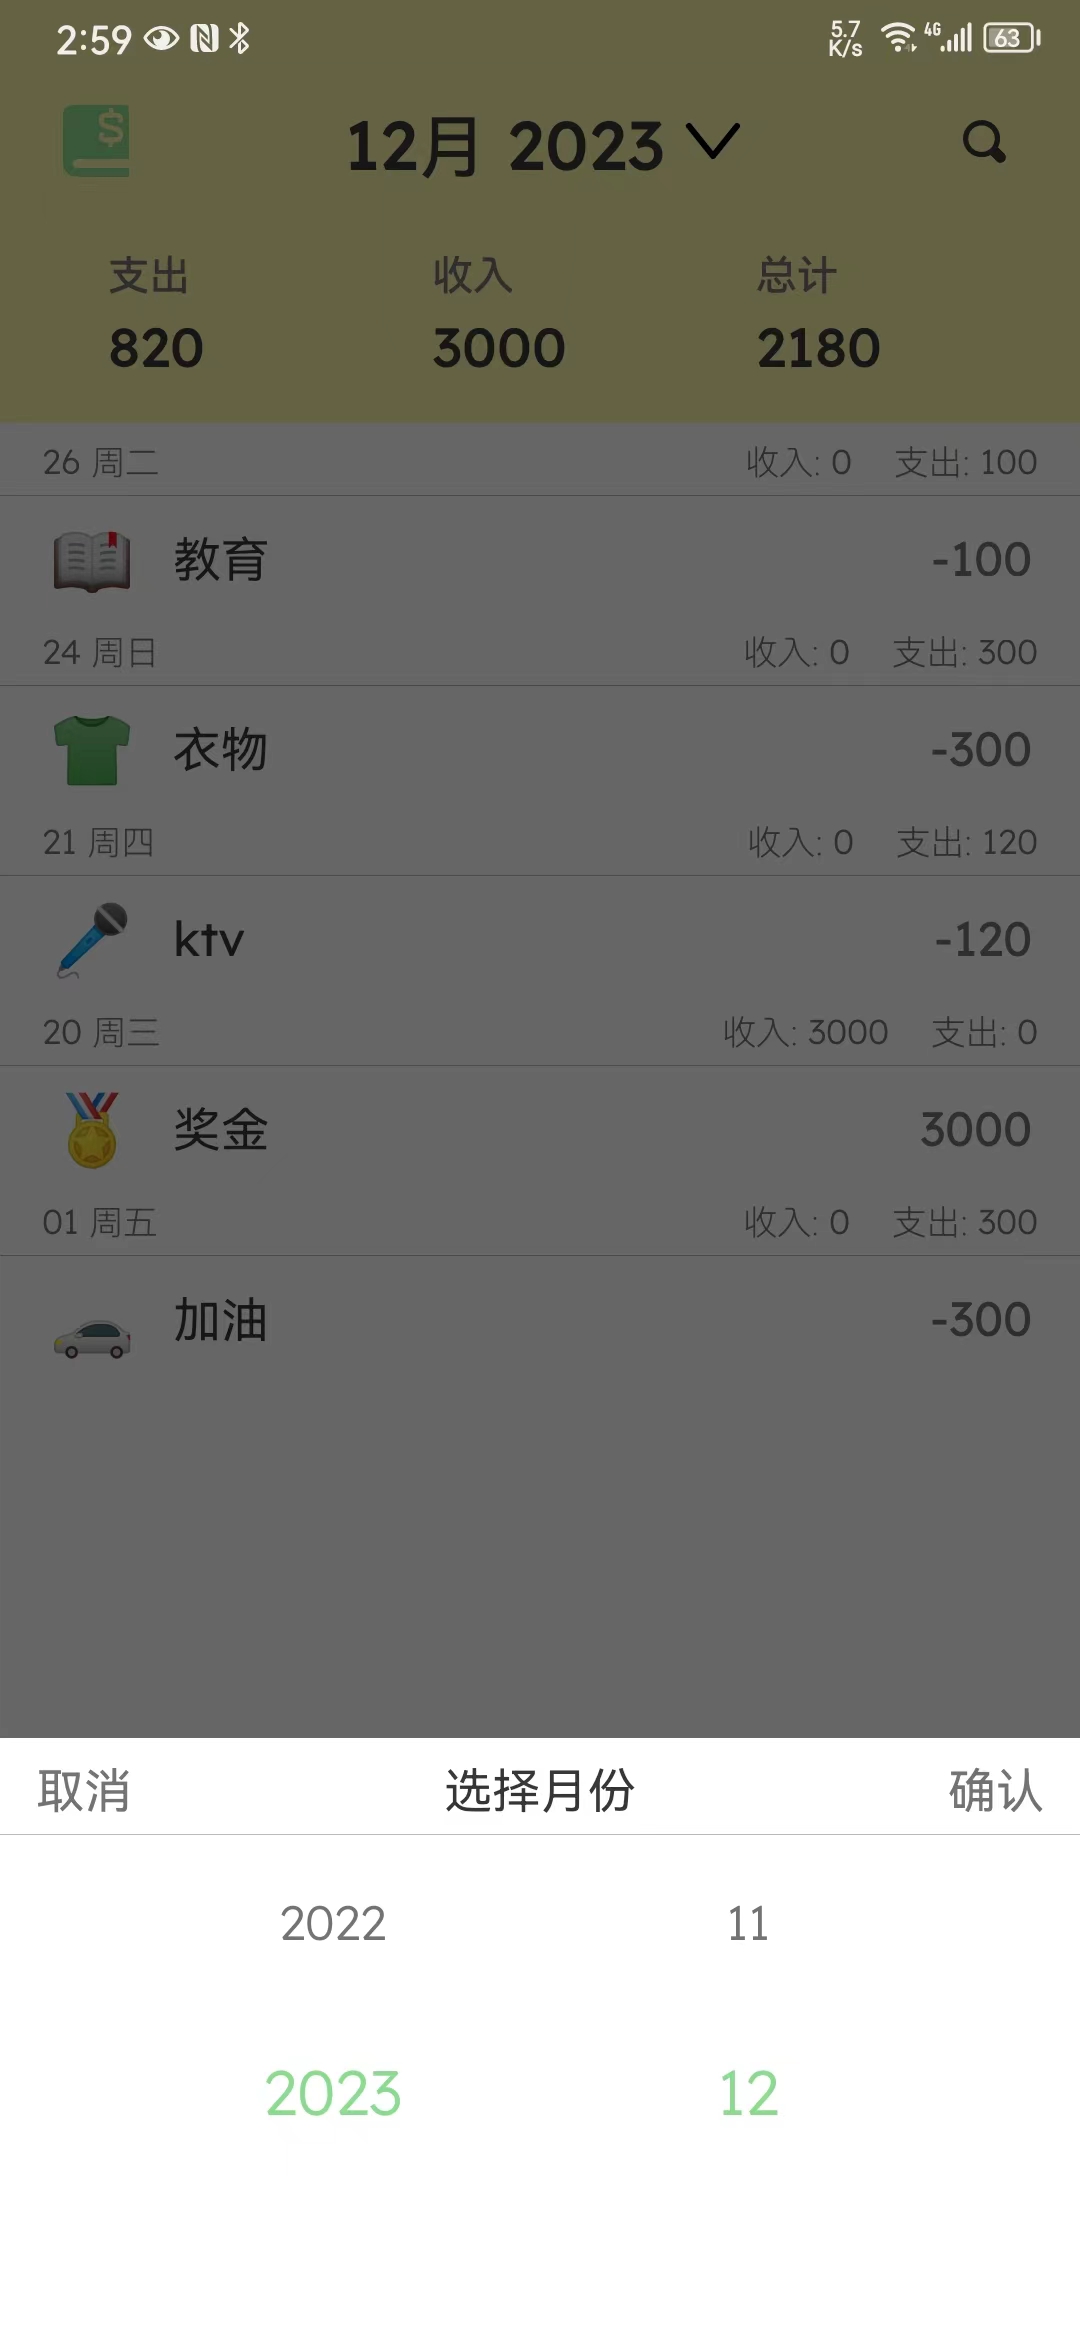 2:59 5.7 K/s 4G 63
$
12月 2023
支出 收入 总计
820 3000 2180
26 周二 收入: 0 支出: 100
教育 -100
24 周日 收入: 0 支出: 300
衣物 -300
21 周四 收入: 0 支出: 120
ktv -120
20 周三 收入: 3000 支出: 0
奖金 3000
01 周五 收入: 0 支出: 300
加油 -300
取消 选择月份 确认
2022 11
2023 12